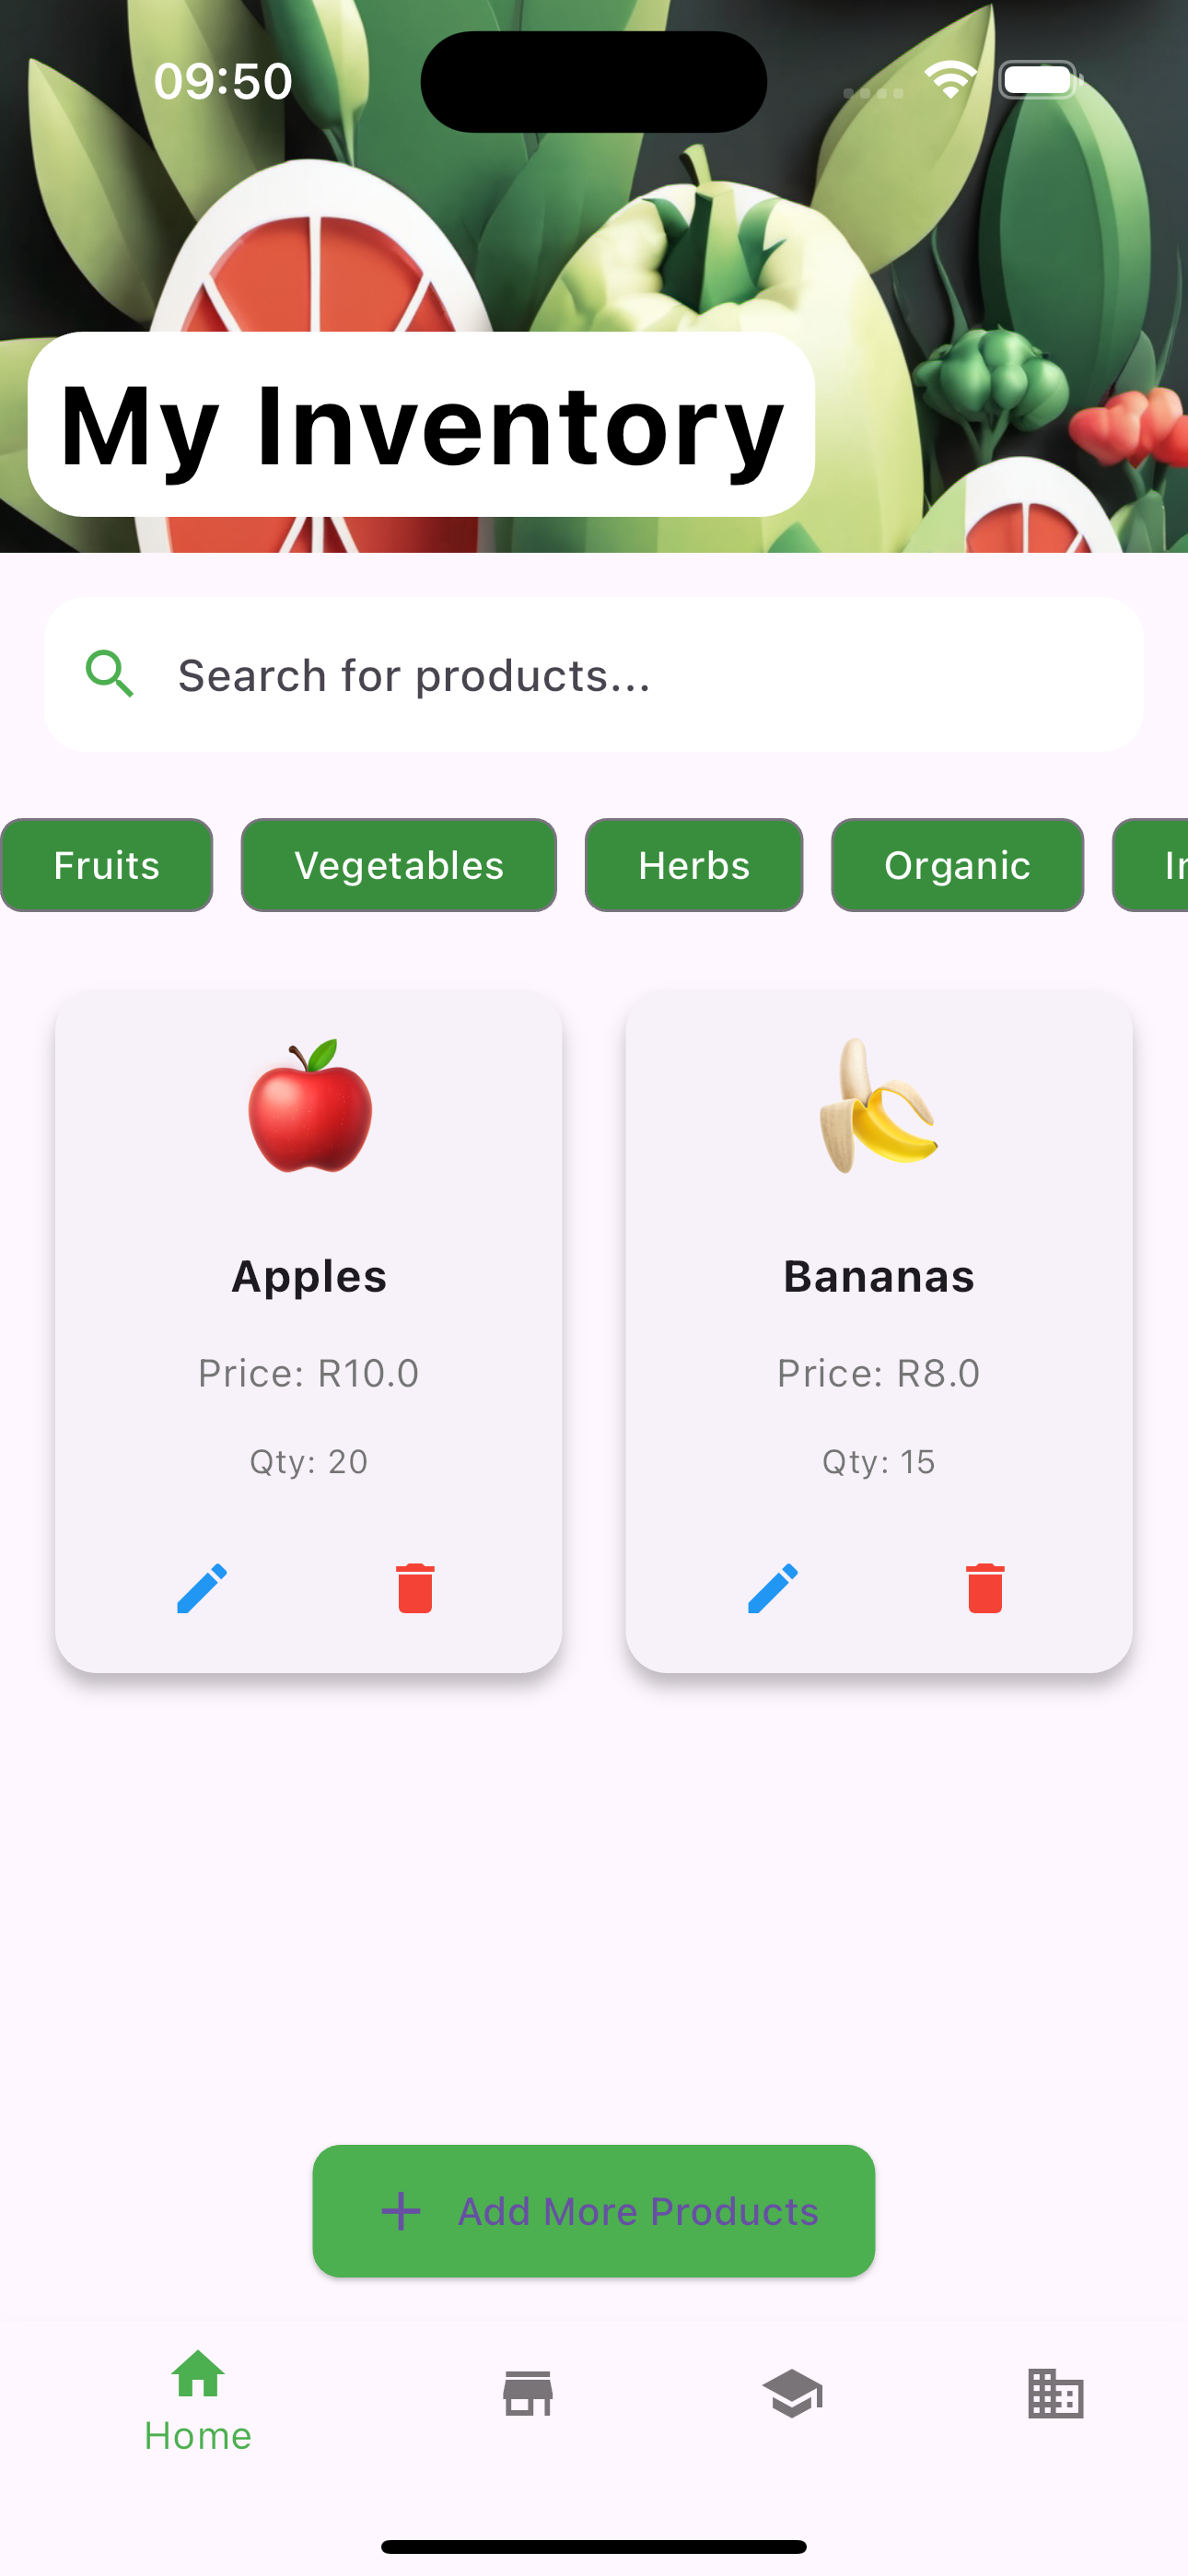 09:50
My Inventory
Search for products...
Fruits Vegetables Herbs Organic
Apples Bananas
Price: R10.0 Price: R8.0
Qty: 20 Qty: 15
Add More Products
Home